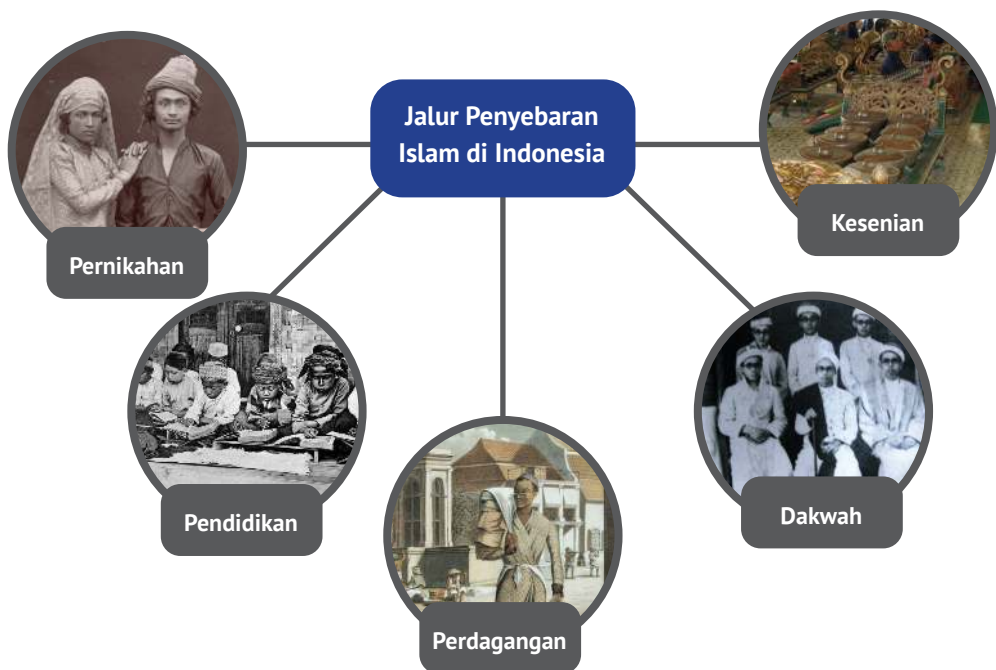 Jalur Penyebaran
Islam di Indonesia
Pernikahan
Kesenian
Pendidikan
Dakwah
Perdagangan